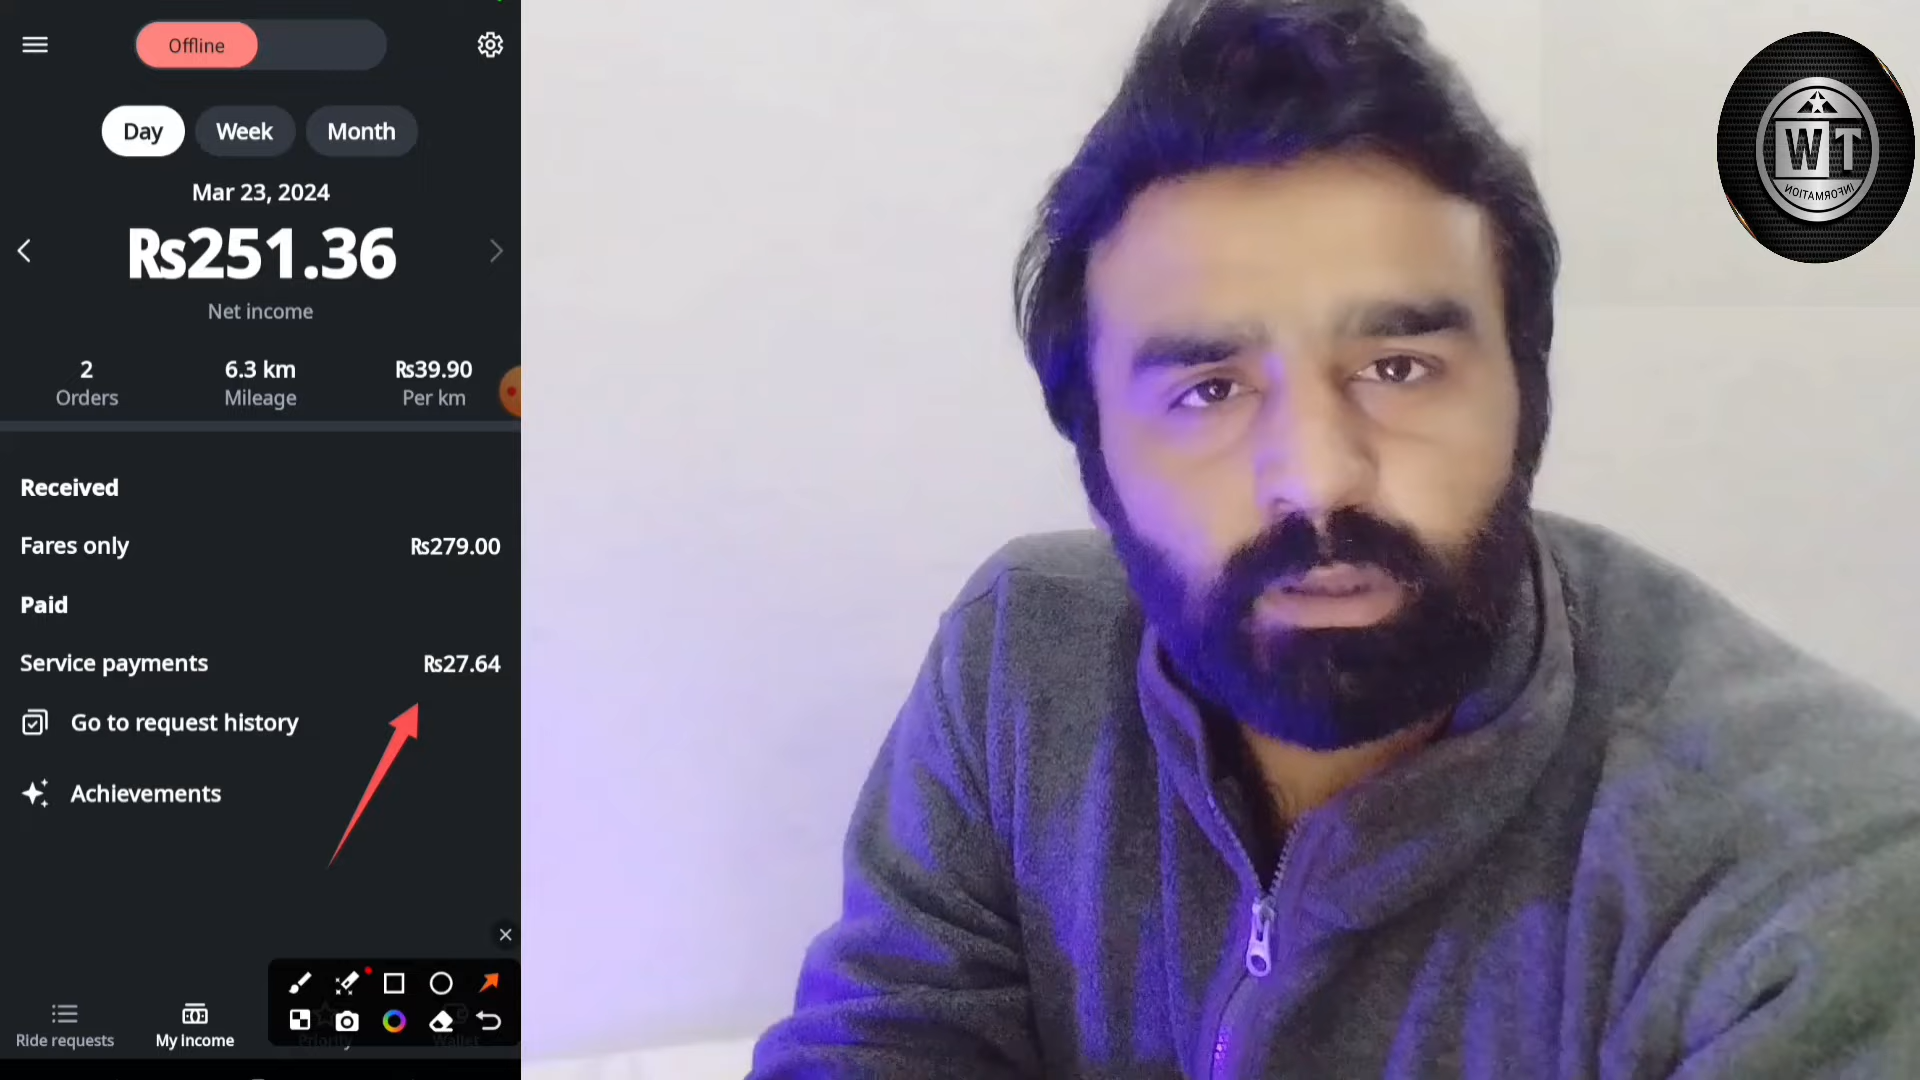 Offline
Day
Week
Month
Mar 23, 2024
₨251.36
Net income
2
6.3 km
₨39.90
Orders
Mileage
Per km
Received
Fares only
₨279.00
Paid
Service payments
₨27.64
Go to request history
Achievements
Ride requests
My income
Priority
Wallet
WT
INFORMATION